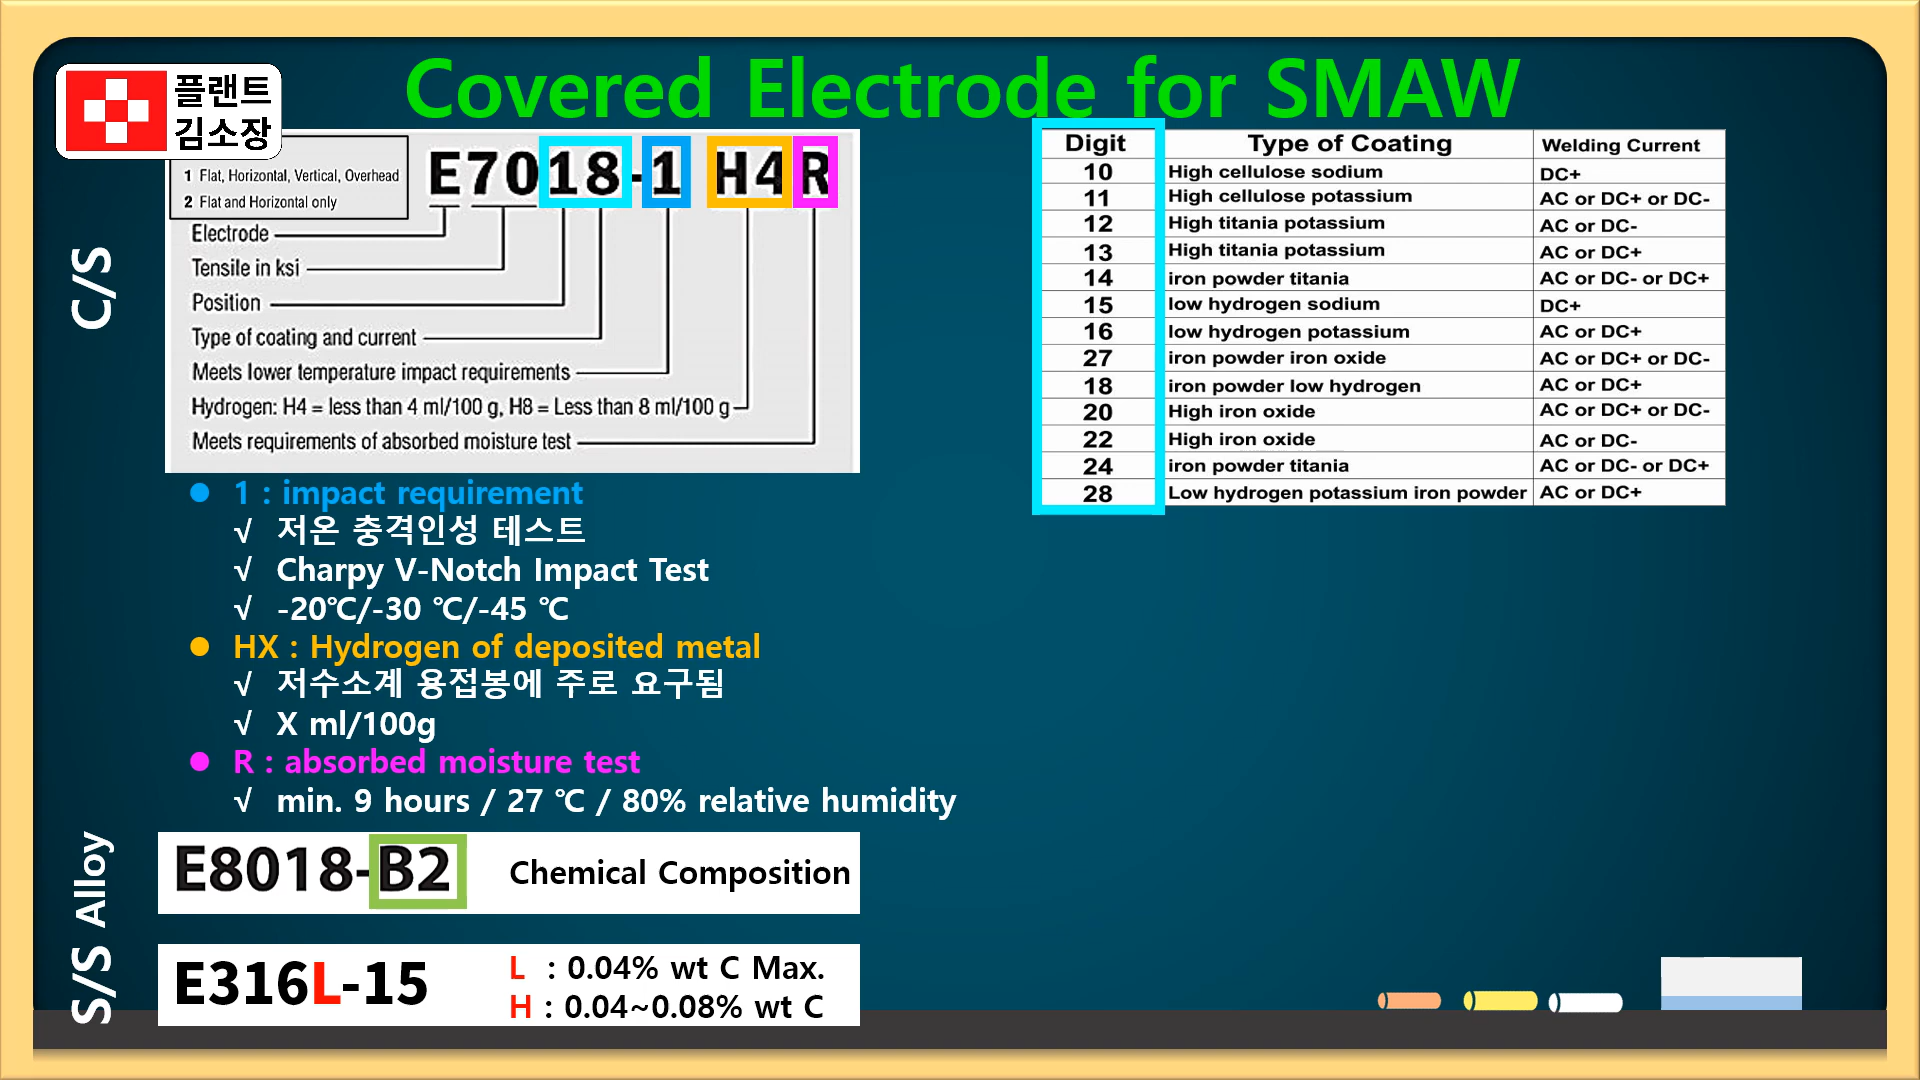 Covered Electrode for SMAW
플랜트
김소장
C/S
E7018-1 H4R
1 Flat, Horizontal, Vertical, Overhead
2 Flat and Horizontal only
Electrode
Tensile in ksi
Position
Type of coating and current
Meets lower temperature impact requirements
Hydrogen: H4 = less than 4 ml/100 g, H8 = Less than 8 ml/100 g
Meets requirements of absorbed moisture test
● 1 : impact requirement
√ 저온 충격인성 테스트
√ Charpy V-Notch Impact Test
√ -20℃/-30 ℃/-45 ℃
● HX : Hydrogen of deposited metal
√ 저수소계 용접봉에 주로 요구됨
√ X ml/100g
● R : absorbed moisture test
√ min. 9 hours / 27 ℃ / 80% relative humidity
Digit Type of Coating Welding Current
10 High cellulose sodium DC+
11 High cellulose potassium AC or DC+ or DC-
12 High titania potassium AC or DC-
13 High titania potassium AC or DC+
14 iron powder titania AC or DC- or DC+
15 low hydrogen sodium DC+
16 low hydrogen potassium AC or DC+
27 iron powder iron oxide AC or DC+ or DC-
18 iron powder low hydrogen AC or DC+
20 High iron oxide AC or DC+ or DC-
22 High iron oxide AC or DC-
24 iron powder titania AC or DC- or DC+
28 Low hydrogen potassium iron powder AC or DC+
S/S Alloy
E8018-B2 Chemical Composition
E316L-15
L : 0.04% wt C Max.
H : 0.04~0.08% wt C